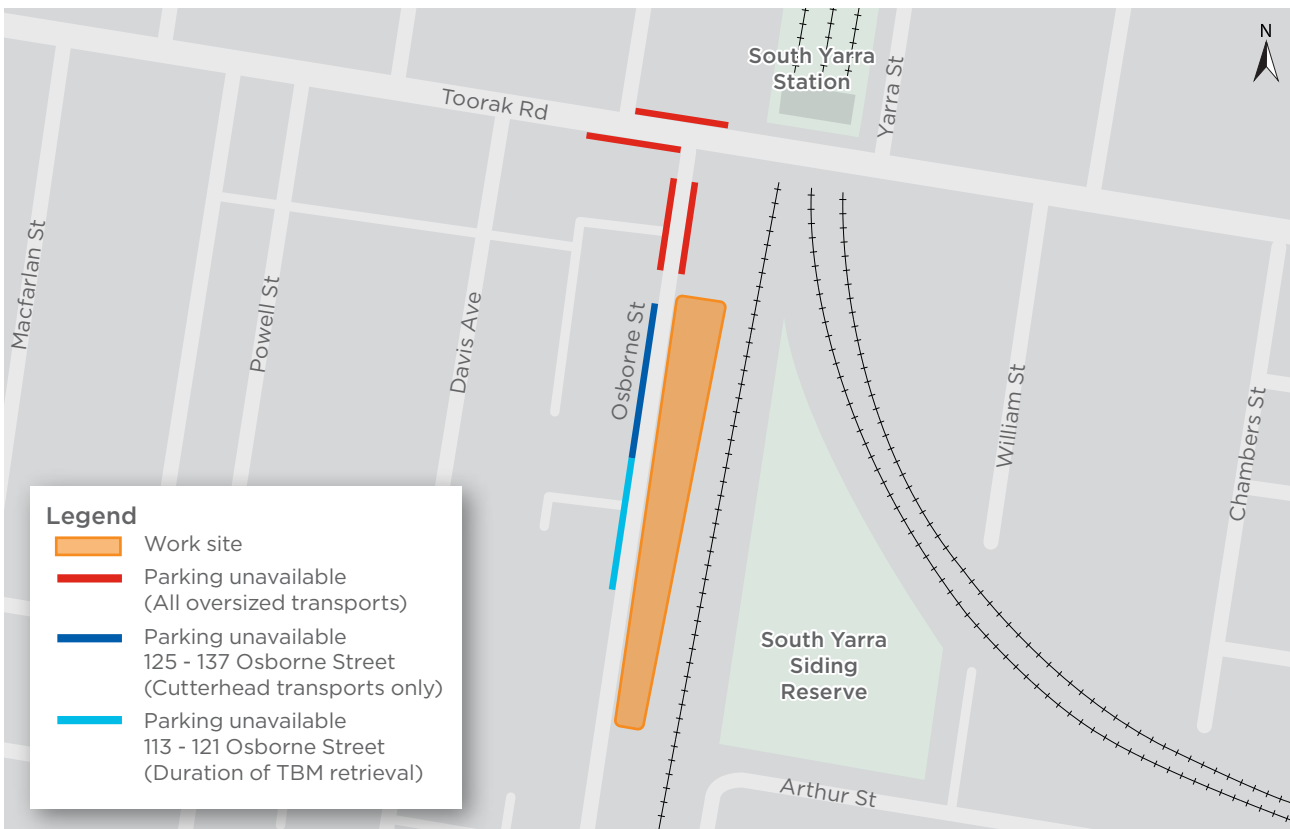 N
South Yarra
Station
Yarra St
Toorak Rd
Macfarlan St
Powell St
Davis Ave
Osborne St
William St
Chambers St
Legend
Work site
Parking unavailable
(All oversized transports)
Parking unavailable
125 - 137 Osborne Street
(Cutterhead transports only)
Parking unavailable
113 - 121 Osborne Street
(Duration of TBM retrieval)
South Yarra
Siding
Reserve
Arthur St